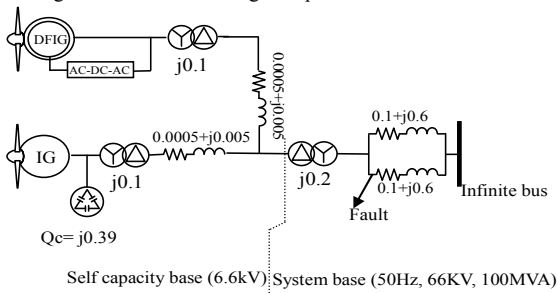 DFIG
AC-DC-AC
j0.1
0.0005+j0.005
0.1+j0.6
IG
0.0005+j0.005
j0.1
j0.2
0.1+j0.6
Infinite bus
Fault
Qc= j0.39
Self capacity base (6.6kV) System base (50Hz, 66KV, 100MVA)